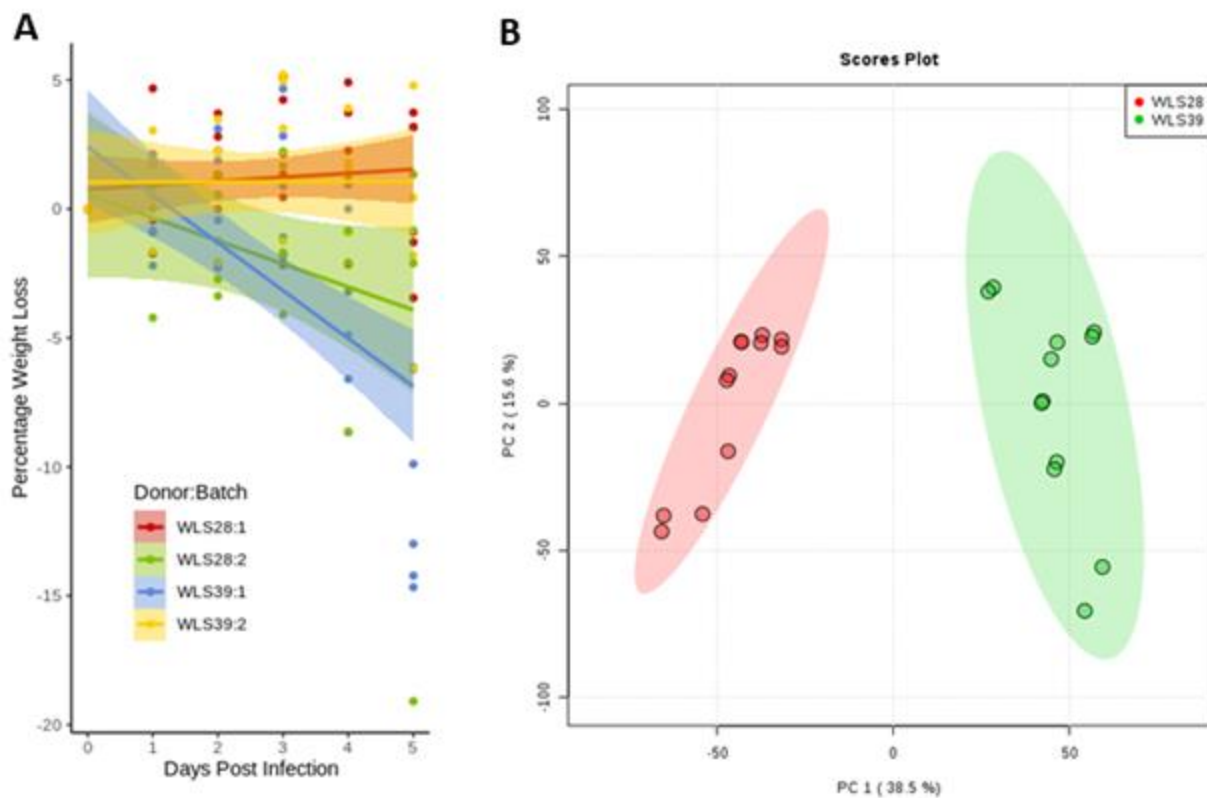 A
Percentage Weight Loss
5
0
-5
-10
-15
-20
Donor:Batch
WLS28:1
WLS28:2
WLS39:1
WLS39:2
0 1 2 3 4 5
Days Post Infection
B
Scores Plot
WLS28
WLS39
PC 2 ( 15.6 %)
100
50
0
-50
-100
-50 0 50
PC 1 ( 38.5 %)